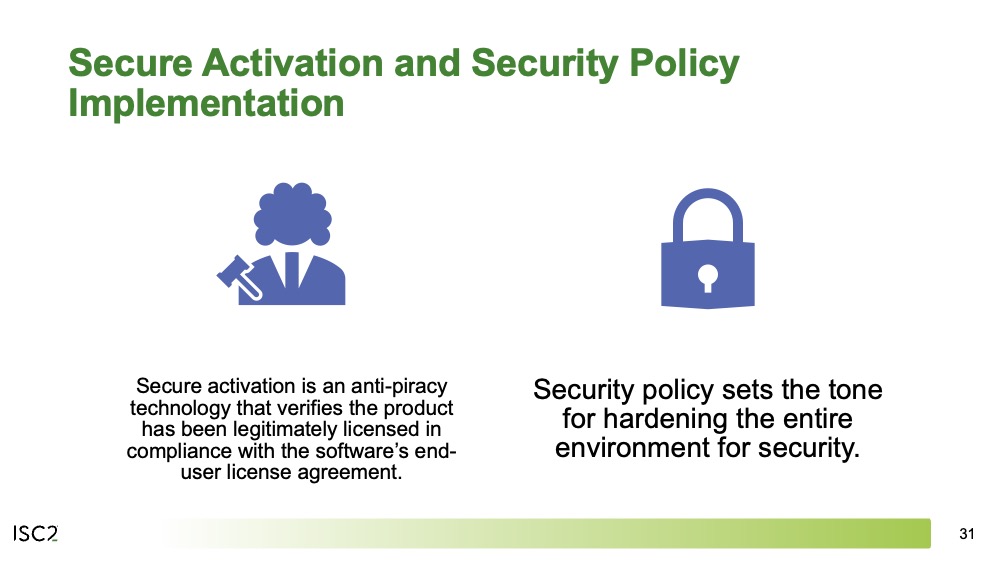 Secure Activation and Security Policy
Implementation
Secure activation is an anti-piracy
technology that verifies the product
has been legitimately licensed in
compliance with the software's end-
user license agreement.
Security policy sets the tone
for hardening the entire
environment for security.
ISC2
31